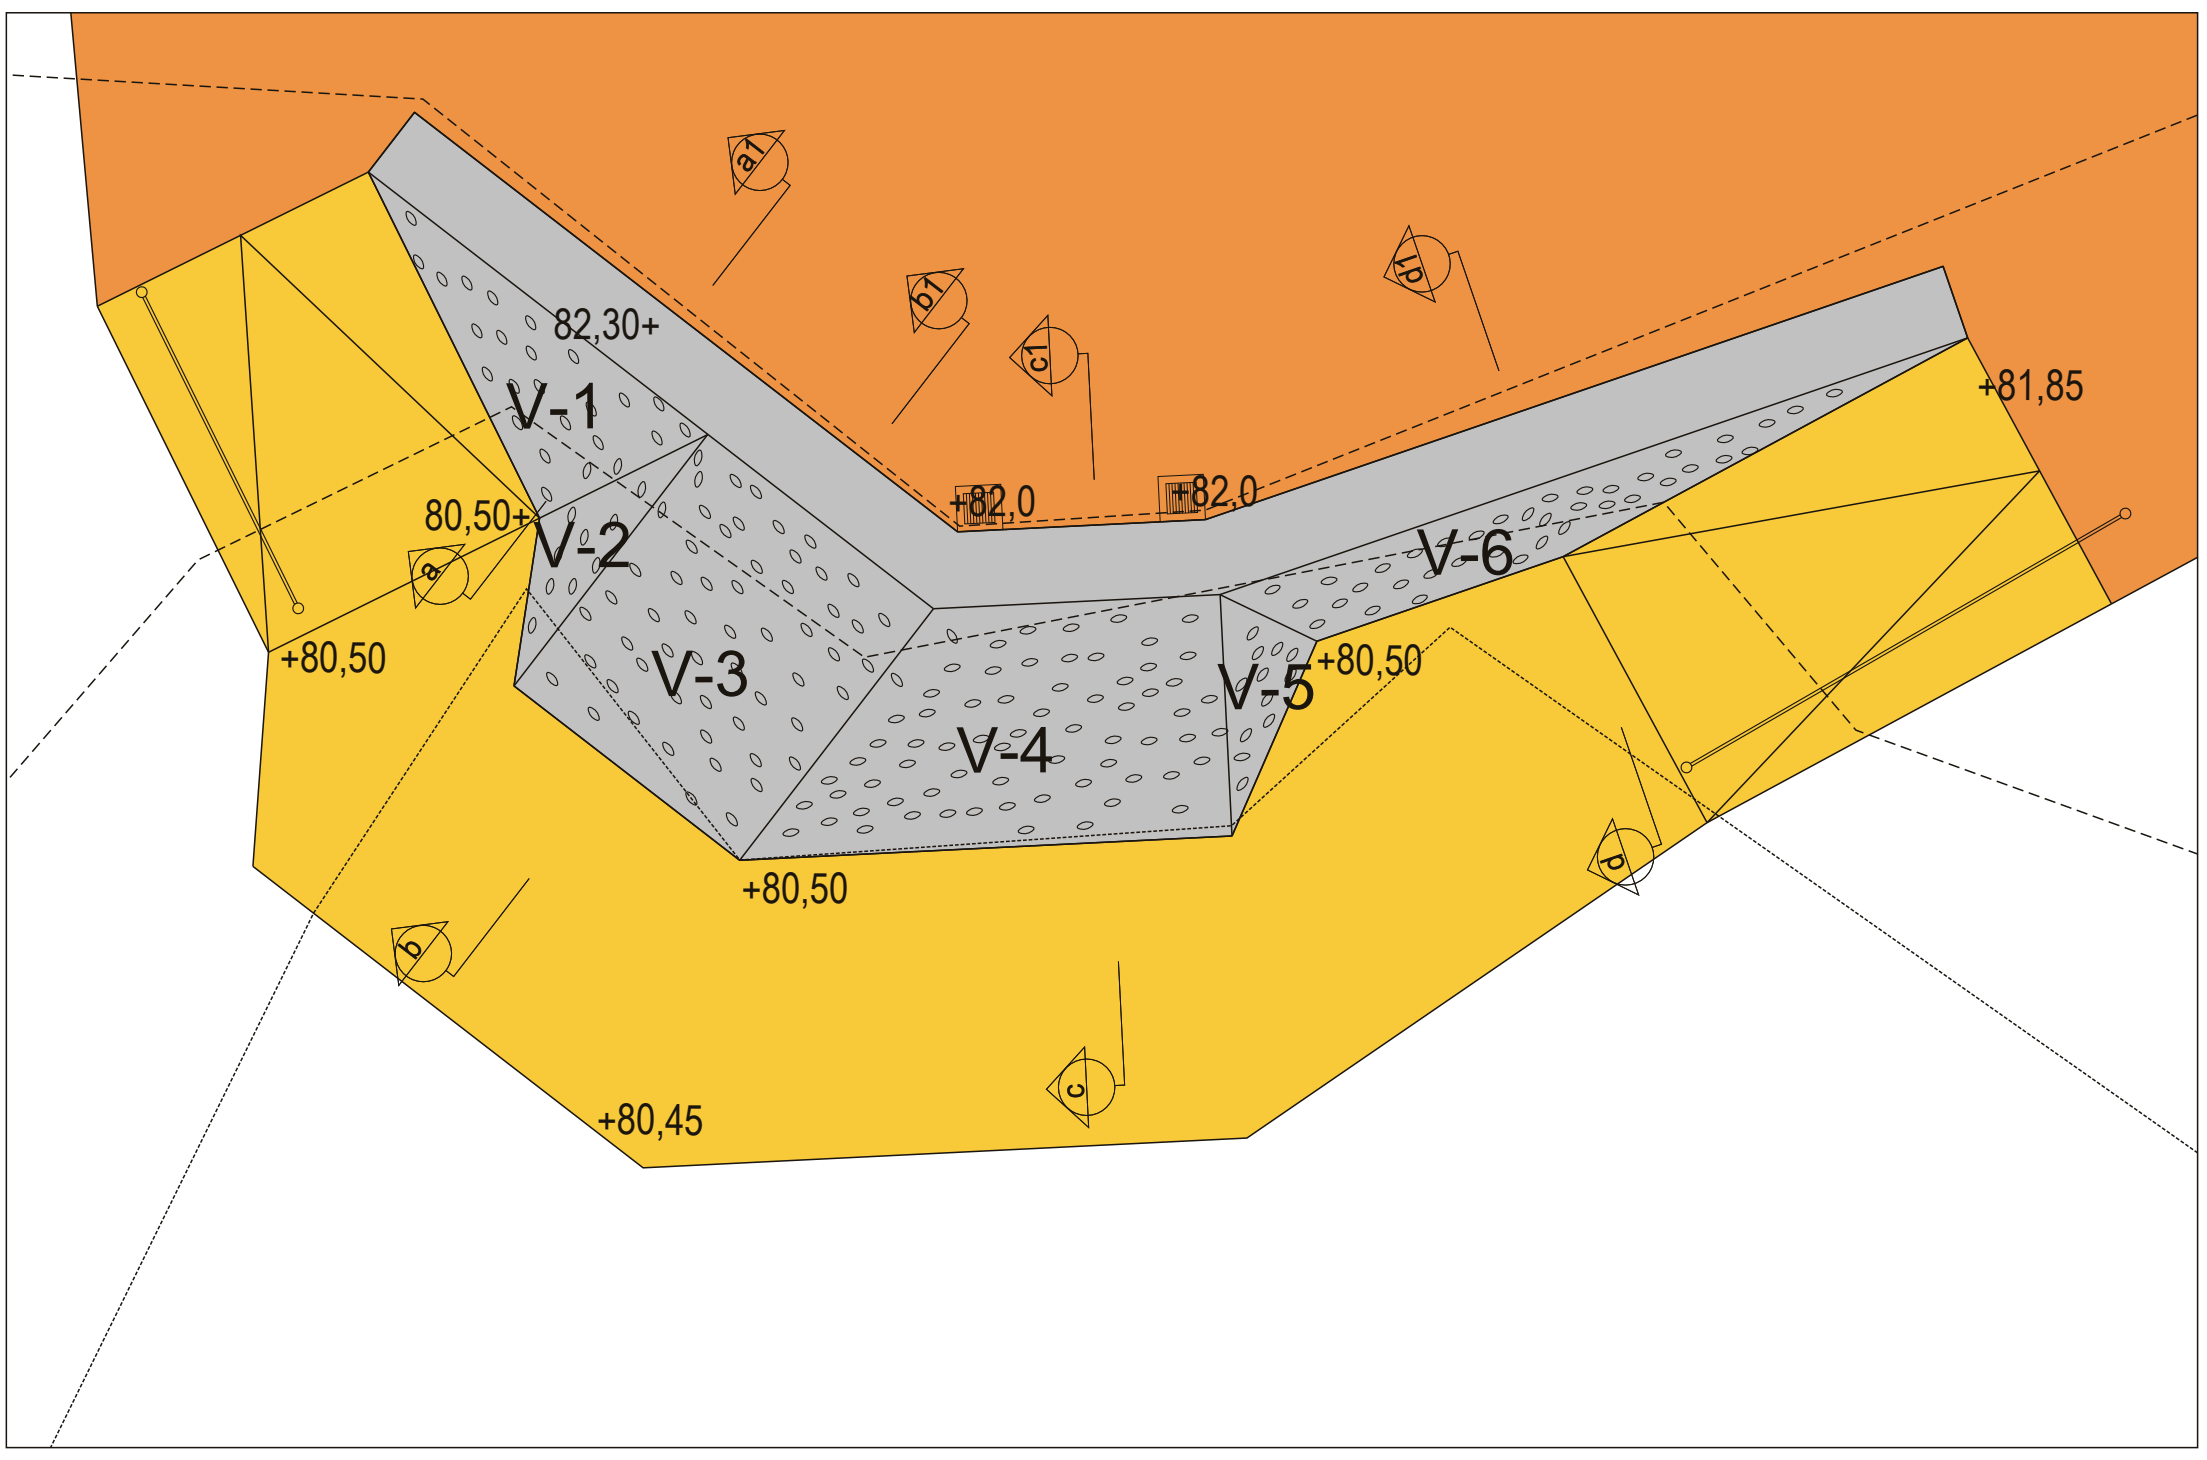 a1
b1
c1
d1
82,30+
+81,85
V-1
+82,0
+82,0
80,50+
V-2
V-6
a
+80,50
V-3
+80,50
V-5
V-4
d
+80,50
b
c
+80,45